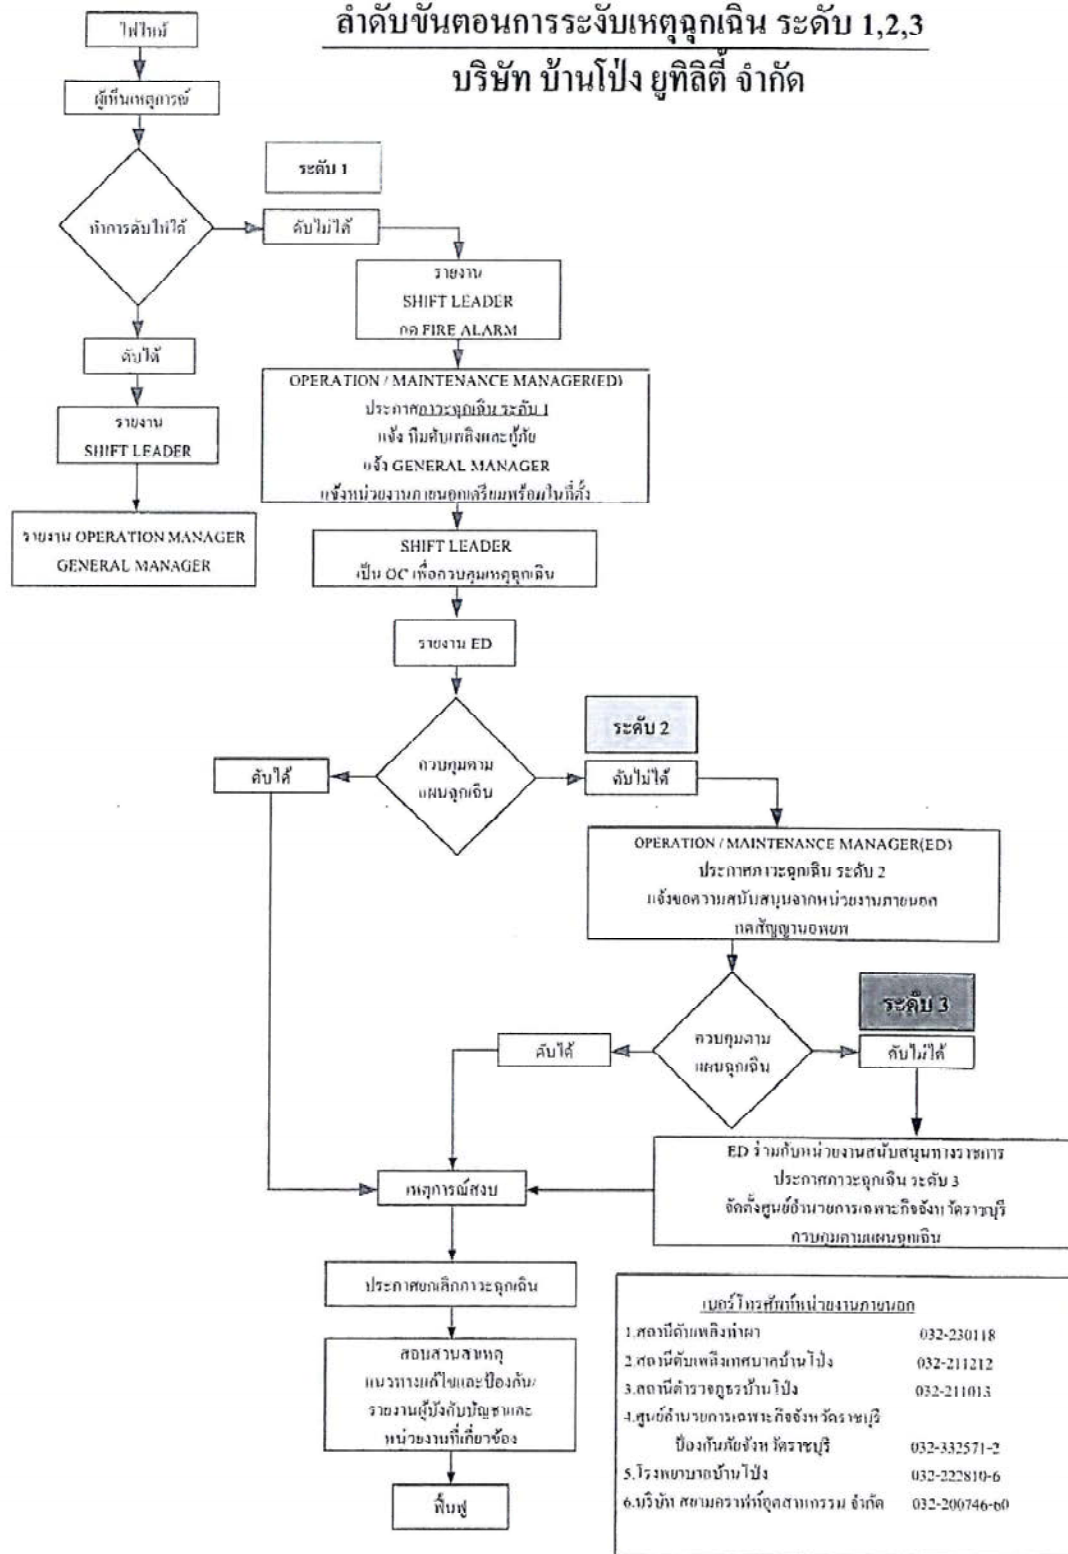 ลำดับขั้นตอนการระงับเหตุฉุกเฉิน ระดับ 1,2,3
บริษัท บ้านโป่ง ยูทิลิตี้ จำกัด
ไฟไหม้
ผู้เห็นเหตุการณ์
ทำการดับไฟได้
ระดับ 1
ดับไม่ได้
รายงาน
SHIFT LEADER
กด FIRE ALARM
ดับได้
รายงาน
SHIFT LEADER
รายงาน OPERATION MANAGER
GENERAL MANAGER
OPERATION / MAINTENANCE MANAGER(ED)
ประกาศภาวะฉุกเฉิน ระดับ 1
แจ้ง ทีมดับเพลิงและกู้ภัย
แจ้ง GENERAL MANAGER
แจ้งหน่วยงานภายนอกเตรียมพร้อมในที่ตั้ง
SHIFT LEADER
เป็น OC เพื่อควบคุมเหตุฉุกเฉิน
รายงาน ED
ควบคุมตาม
แผนฉุกเฉิน
ดับได้
ระดับ 2
ดับไม่ได้
OPERATION / MAINTENANCE MANAGER(ED)
ประกาศภาวะฉุกเฉิน ระดับ 2
แจ้งขอความสนับสนุนจากหน่วยงานภายนอก
กดสัญญานอพยพ
ควบคุมตาม
แผนฉุกเฉิน
ดับได้
ระดับ 3
ดับไม่ได้
ED ร่วมกับหน่วยงานสนับสนุนทางราชการ
ประกาศภาวะฉุกเฉิน ระดับ 3
จัดตั้งศูนย์อำนวยการเฉพาะกิจจังหวัดราชบุรี
ควบคุมตามแผนฉุกเฉิน
เหตุการณ์สงบ
ประกาศยกเลิกภาวะฉุกเฉิน
สอบสวนสาเหตุ
แนวทางแก้ไขและป้องกัน/
รายงานผู้บังคับบัญชาและ
หน่วยงานที่เกี่ยวข้อง
ฟื้นฟู
เบอร์โทรศัพท์หน่วยงานภายนอก
1.สถานีดับเพลิงท่าผา 032-230118
2.สถานีดับเพลิงเทศบาลบ้านโป่ง 032-211212
3.สถานีตำรวจภูธรบ้านโป่ง 032-211013
4.ศูนย์อำนวยการเฉพาะกิจจังหวัดราชบุรี
ป้องกันภัยจังหวัดราชบุรี 032-332571-2
5.โรงพยาบาลบ้านโป่ง 032-222810-6
6.บริษัท สยามคราฟท์อุตสาหกรรม จำกัด 032-200746-60